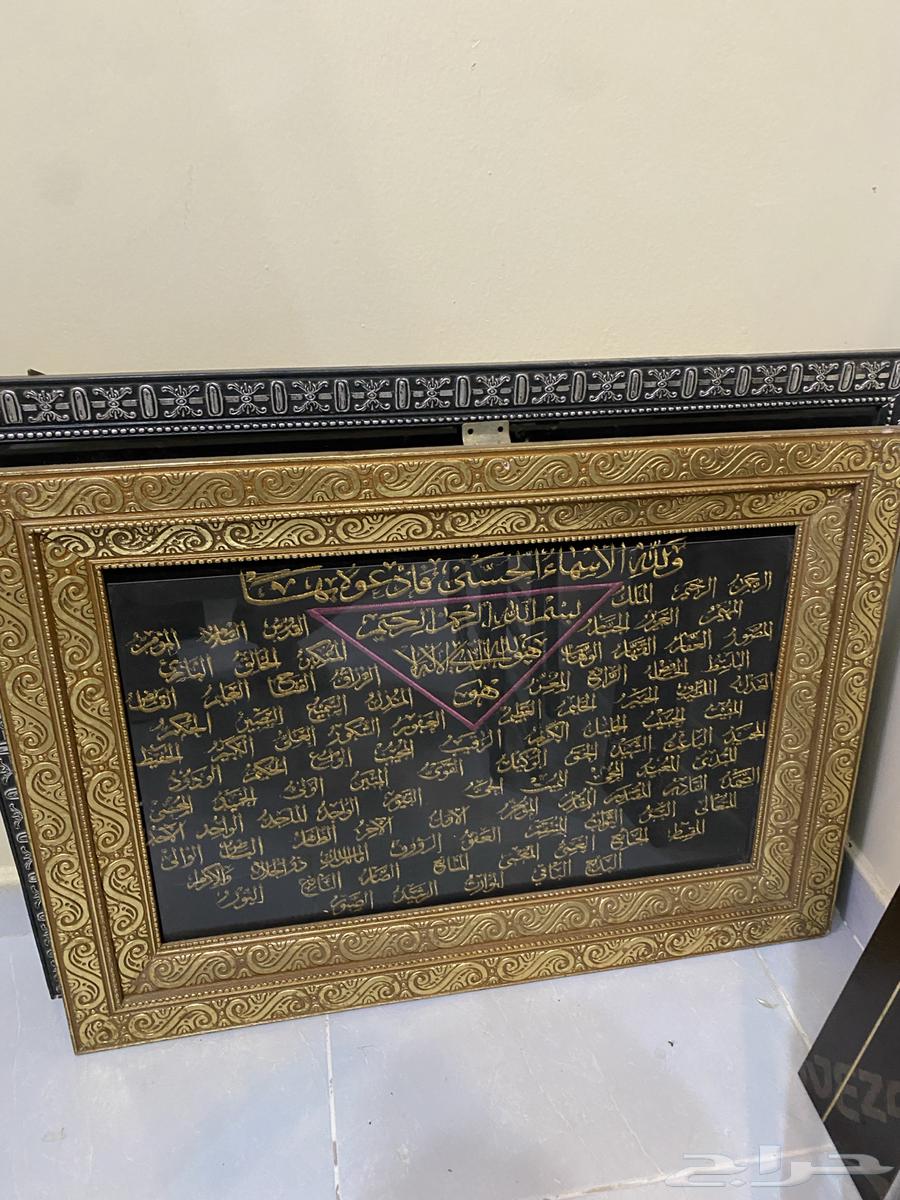 ولله الأسماء الحسنى فادعوه بها
بسم الله الرحمن الرحيم
هو الله الذي لا إله إلا
هو
الرحمن الرحيم الملك القدوس السلام المؤمن
المهيمن العزيز الجبار المتكبر الخالق البارئ
المصور الغفار القهار الوهاب الرزاق الفتاح العليم القابض
الباسط الخافض الرافع المعز المذل السميع البصير الحكم
العدل اللطيف الخبير الحليم العظيم الغفور الشكور العلي الكبير الحفيظ
المقيت الحسيب الجليل الكريم الرقيب المجيب الواسع الحكيم الودود
المجيد الباعث الشهيد الحق الوكيل القوي المتين الولي الحميد المحصي
المبدئ المعيد المحيي المميت الحي القيوم الواجد الماجد الواحد الأحد
الصمد القادر المقتدر المقدم المؤخر الأول الآخر الظاهر الباطن الوالي
المتعالي البر التواب المنتقم العفو الرؤوف مالك الملك ذو الجلال والإكرام
المقسط الجامع الغني المغني المانع الضار النافع النور
البديع الباقي الوارث الرشيد الصبور
حراج